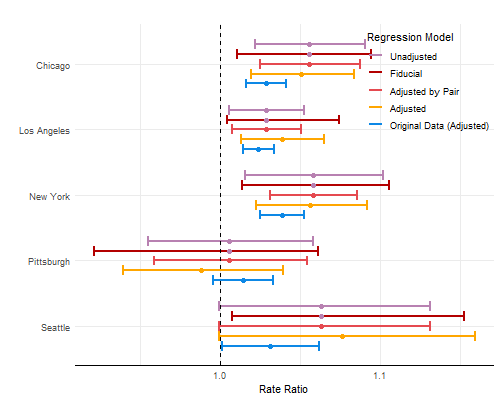 Regression Model
Unadjusted
Fiducial
Adjusted by Pair
Adjusted
Original Data (Adjusted)
Chicago
Los Angeles
New York
Pittsburgh
Seattle
1.0
1.1
Rate Ratio